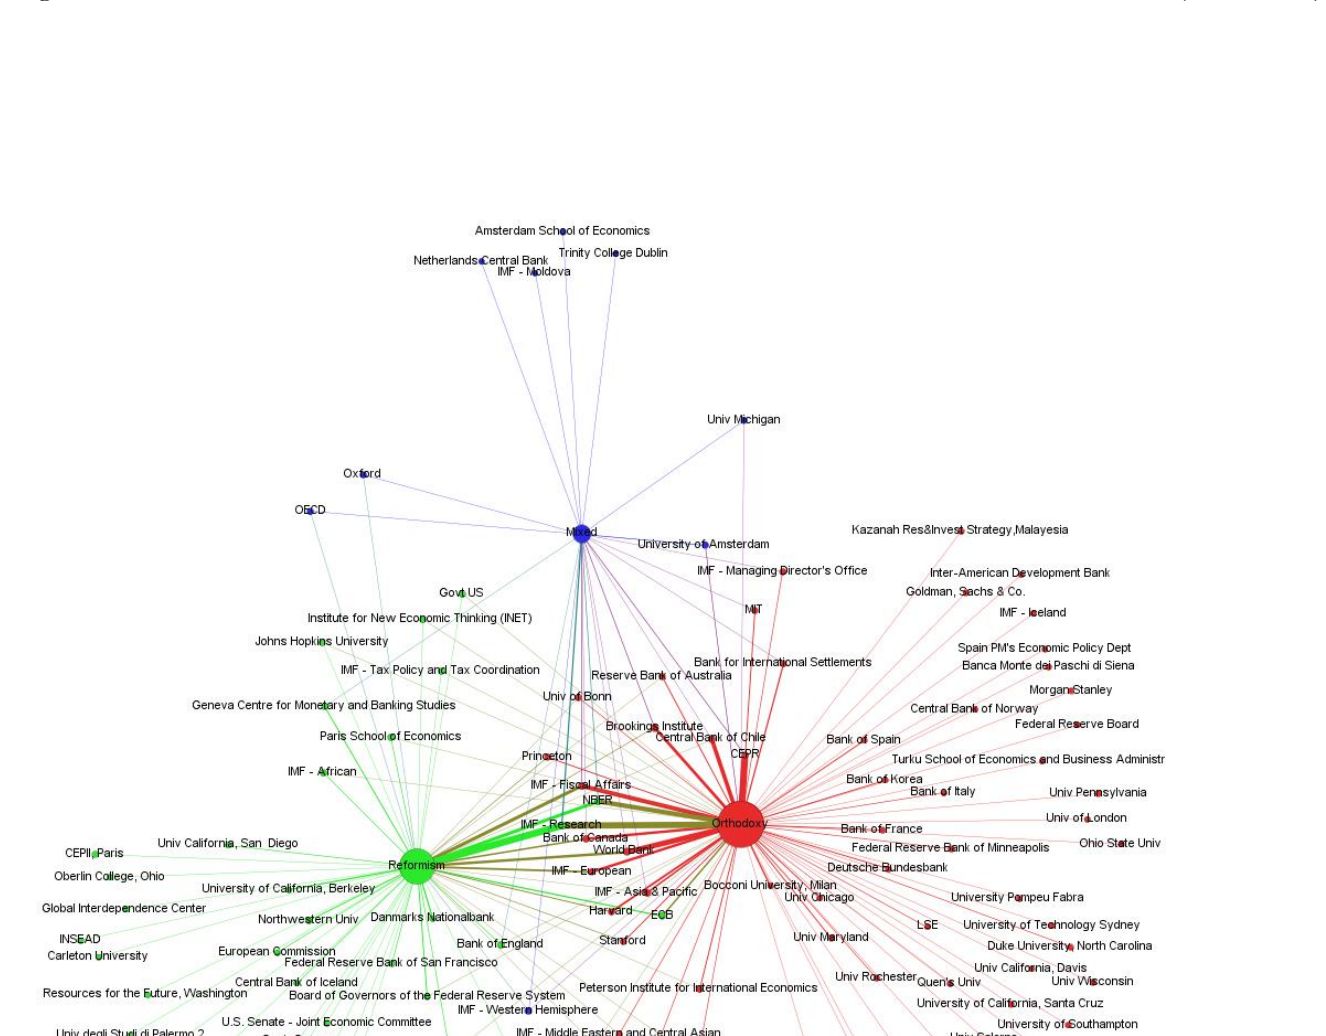 Amsterdam School of Economics
Trinity College Dublin
Netherlands Central Bank
IMF - Moldova
Univ Michigan
Oxford
OECD
Mixed
Kazanah Res&Invest Strategy,Malayesia
University of Amsterdam
IMF - Managing Director's Office
Inter-American Development Bank
Goldman, Sachs & Co.
Govt US
MIT
IMF - Iceland
Institute for New Economic Thinking (INET)
Johns Hopkins University
Spain PM's Economic Policy Dept
Bank for International Settlements
Banca Monte dei Paschi di Siena
IMF - Tax Policy and Tax Coordination
Reserve Bank of Australia
Morgan Stanley
Univ of Bonn
Geneva Centre for Monetary and Banking Studies
Central Bank of Norway
Federal Reserve Board
Brookings Institute
Paris School of Economics
Central Bank of Chile
Bank of Spain
CEPR
Princeton
Turku School of Economics and Business Administr
IMF - African
Bank of Korea
IMF - Fiscal Affairs
Bank of Italy
Univ Pennsylvania
NBER
Univ of London
IMF - Research
Orthodoxy
Bank of France
Bank of Canada
Univ California, San Diego
Ohio State Univ
Federal Reserve Bank of Minneapolis
World Bank
CEPII, Paris
Reformism
Deutsche Bundesbank
IMF - European
Oberlin College, Ohio
Bocconi University, Milan
University of California, Berkeley
IMF - Asia & Pacific
Univ Chicago
University Pompeu Fabra
Global Interdependence Center
Harvard
ECB
Northwestern Univ
Danmarks Nationalbank
LSE
University of Technology Sydney
Univ Maryland
INSEAD
Stanford
Bank of England
Duke University, North Carolina
European Commission
Carleton University
Federal Reserve Bank of San Francisco
Univ California, Davis
Univ Rochester
Central Bank of Iceland
Quen's Univ
Univ Wisconsin
Peterson Institute for International Economics
Resources for the Future, Washington
Board of Governors of the Federal Reserve System
University of California, Santa Cruz
IMF - Western Hemisphere
U.S. Senate - Joint Economic Committee
University of Southampton
Univ degli Studi di Palermo 2
IMF - Middle Eastern and Central Asian